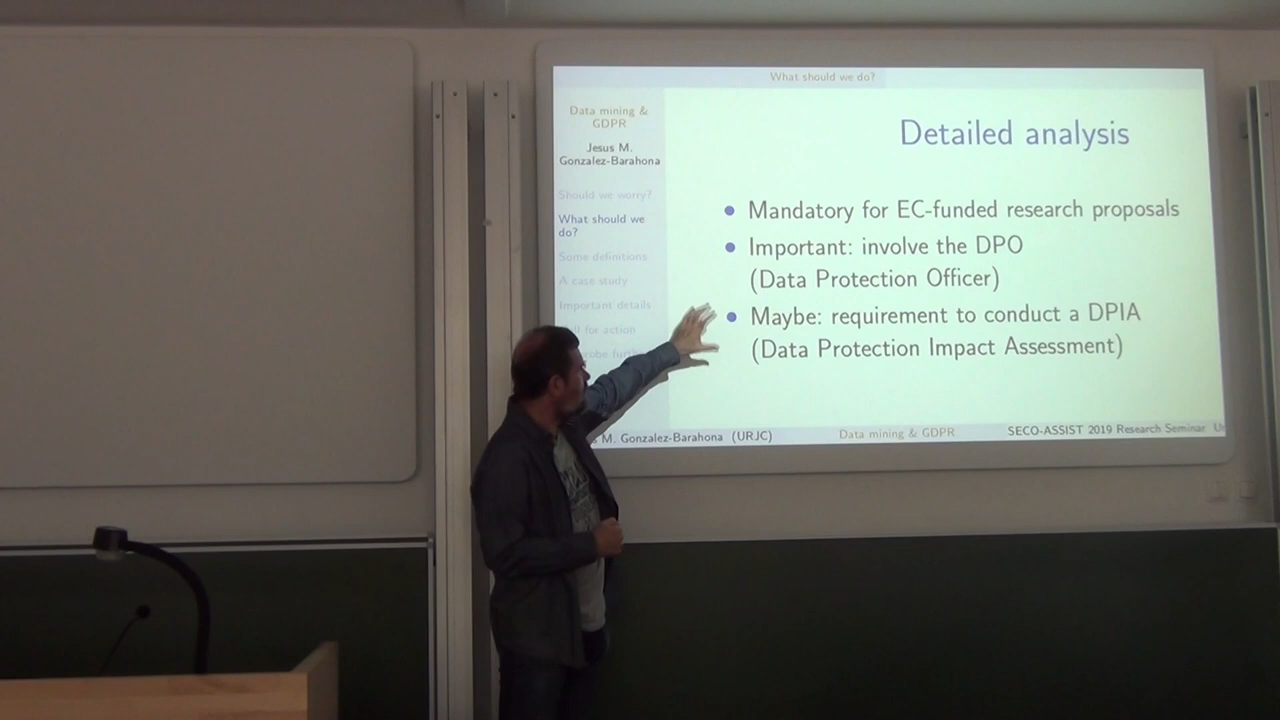 What should we do?
Data mining &
GDPR
Jesus M.
Gonzalez-Barahona
Should we worry?
What should we
do?
Some definitions
A case study
Important details
for action
Detailed analysis
Mandatory for EC-funded research proposals
Important: involve the DPO
(Data Protection Officer)
Maybe: requirement to conduct a DPIA
(Data Protection Impact Assessment)
M. Gonzalez-Barahona (URJC)
Data mining & GDPR
SECO-ASSIST 2019 Research Seminar